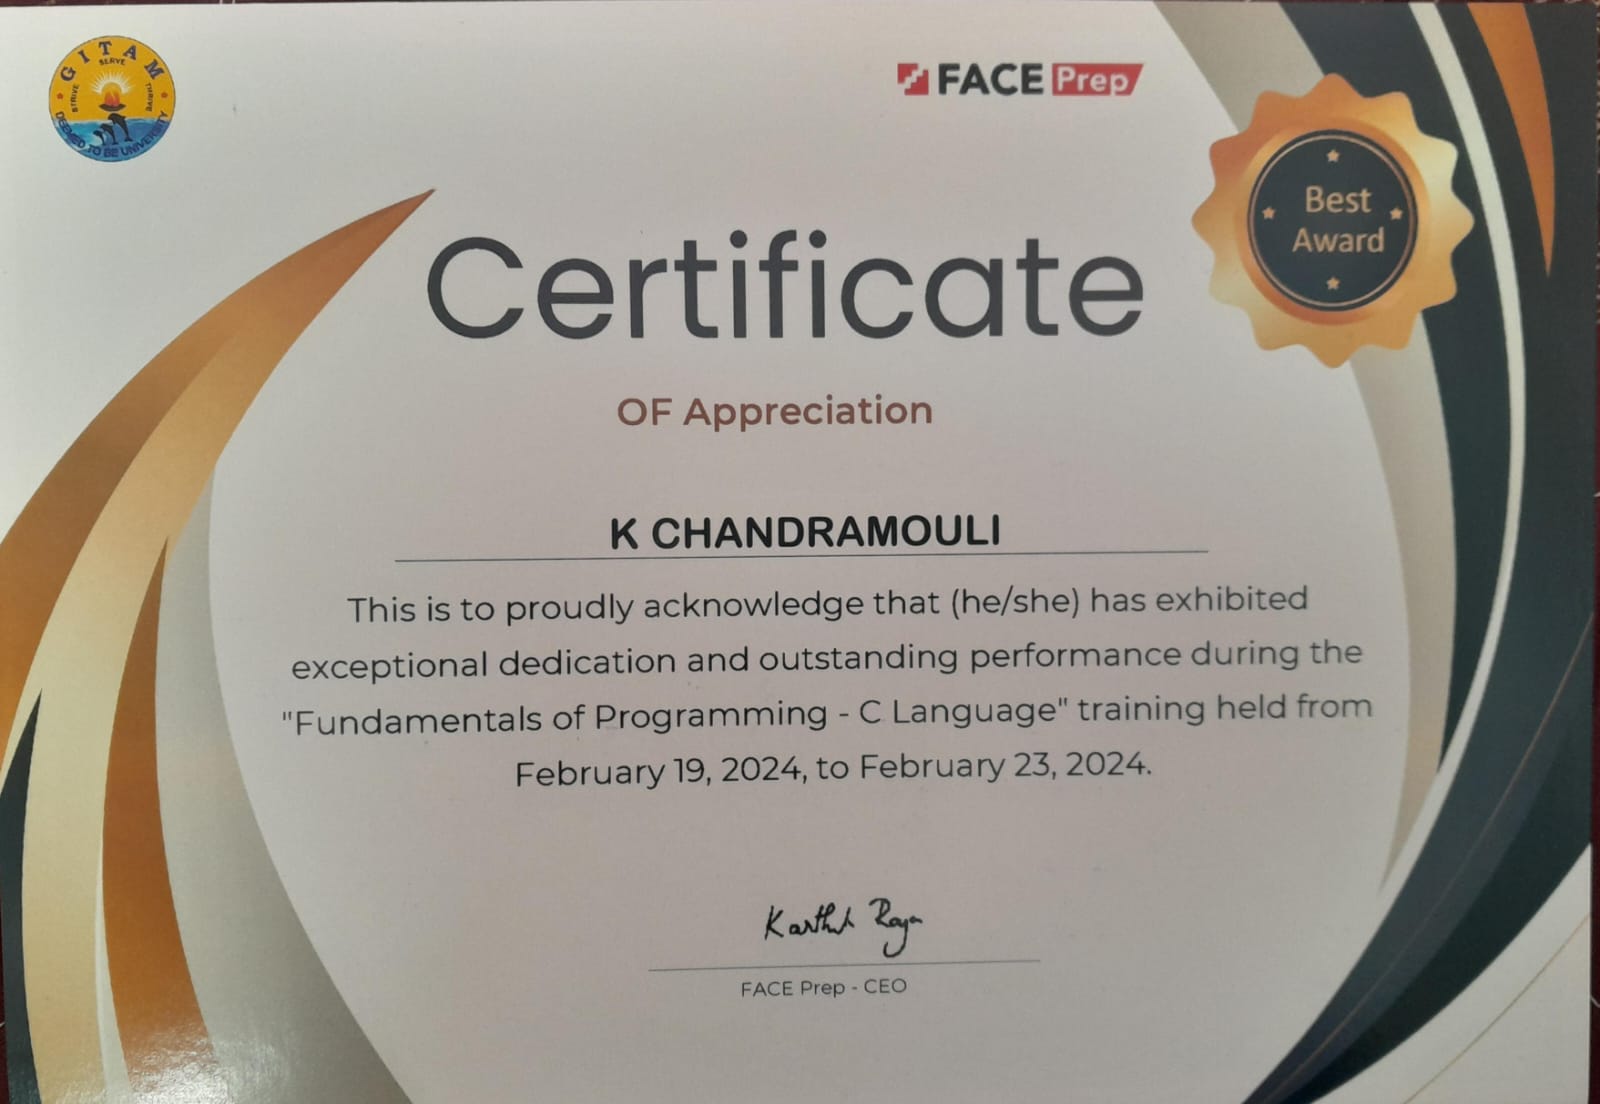 GITAM
SERVE
STRIVE
THRIVE
DEEMED TO BE UNIVERSITY
FACE Prep
Best
Award
Certificate
OF Appreciation
K CHANDRAMOULI
This is to proudly acknowledge that (he/she) has exhibited
exceptional dedication and outstanding performance during the
"Fundamentals of Programming - C Language" training held from
February 19, 2024, to February 23, 2024.
Karthik Raja
FACE Prep - CEO